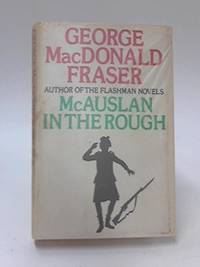 GEORGE
MacDONALD
FRASER
AUTHOR OF THE FLASHMAN NOVELS
McAUSLAN
IN THE ROUGH